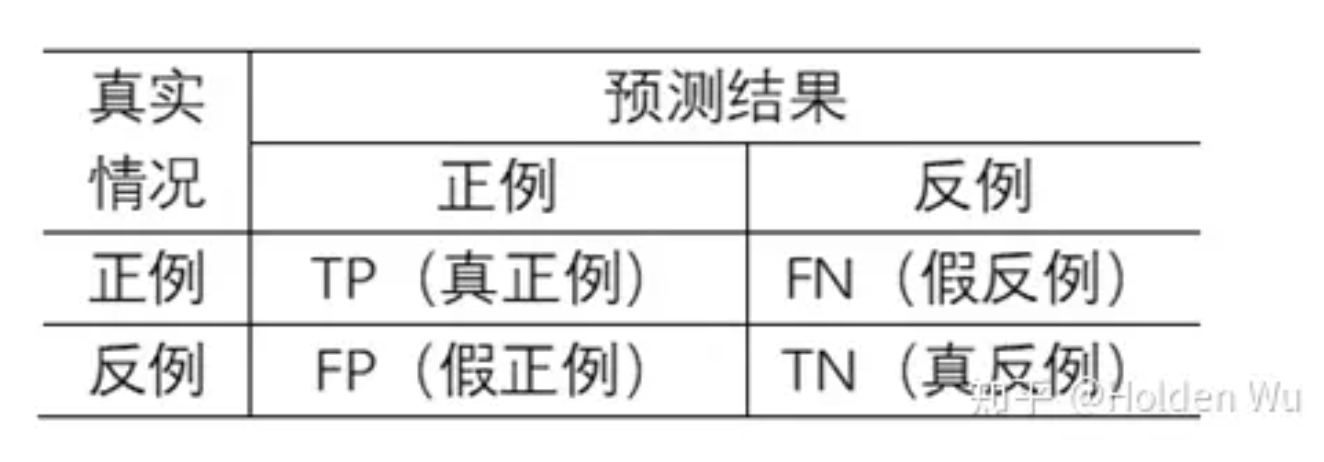 真实情况
预测结果
正例
反例
正例
TP（真正例）
FN（假反例）
反例
FP（假正例）
TN（真反例）
知乎 @Holden Wu